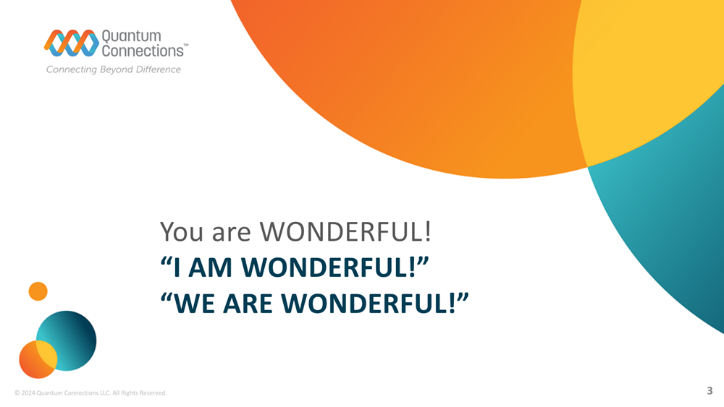 Quantum
Connections™
Connecting Beyond Difference
You are WONDERFUL!
“I AM WONDERFUL!”
“WE ARE WONDERFUL!”
© 2024 Quantum Connections LLC. All Rights Reserved.
3